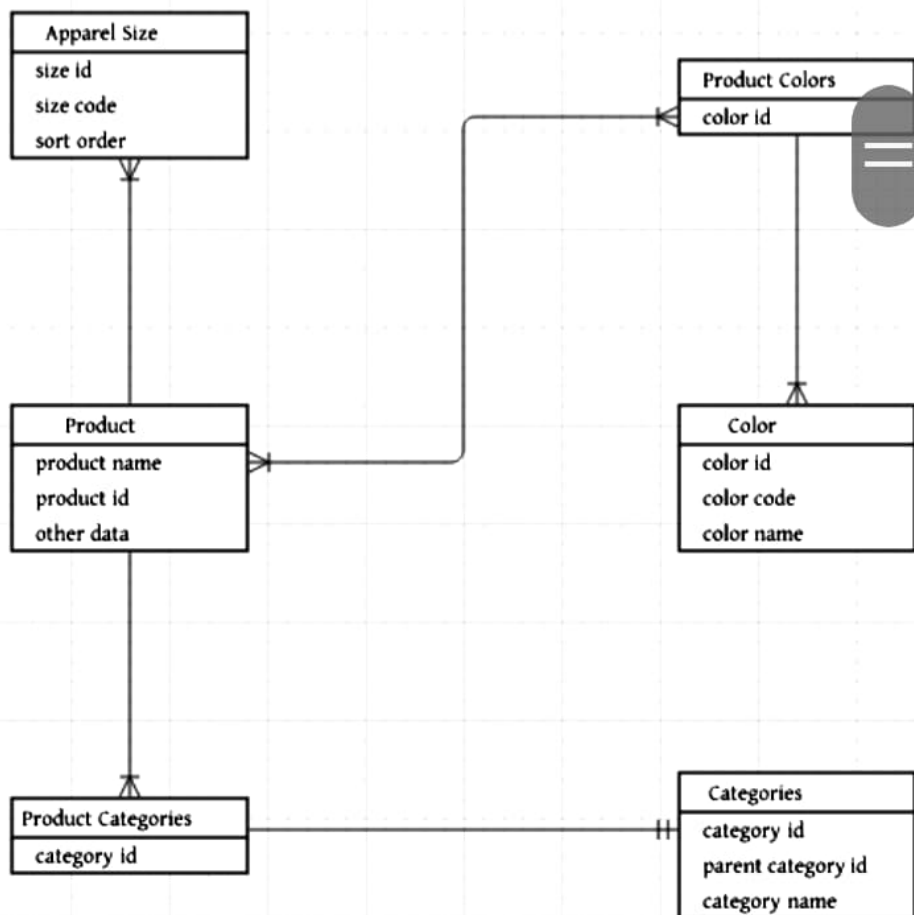 Apparel Size
size id
size code
sort order
Product Colors
color id
Product
product name
product id
other data
Color
color id
color code
color name
Product Categories
category id
Categories
category id
parent category id
category name